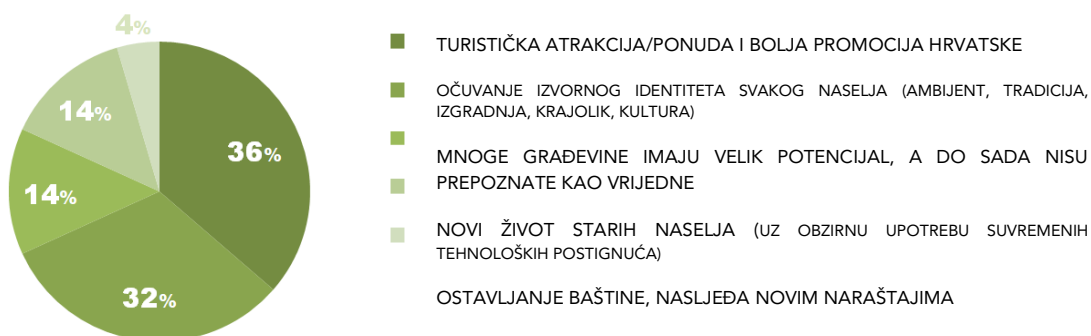 4%
14%
36%
14%
32%
TURISTIČKA ATRAKCIJA/PONUDA I BOLJA PROMOCIJA HRVATSKE
OČUVANJE IZVORNOG IDENTITETA SVAKOG NASELJA (AMBIJENT, TRADICIJA,
IZGRADNJA, KRAJOLIK, KULTURA)
MNOGE GRAĐEVINE IMAJU VELIK POTENCIJAL, A DO SADA NISU
PREPOZNATE KAO VRIJEDNE
NOVI ŽIVOT STARIH NASELJA (UZ OBZIRNU UPOTREBU SUVREMENIH
TEHNOLOŠKIH POSTIGNUĆA)
OSTAVLJANJE BAŠTINE, NASLJEĐA NOVIM NARAŠTAJIMA